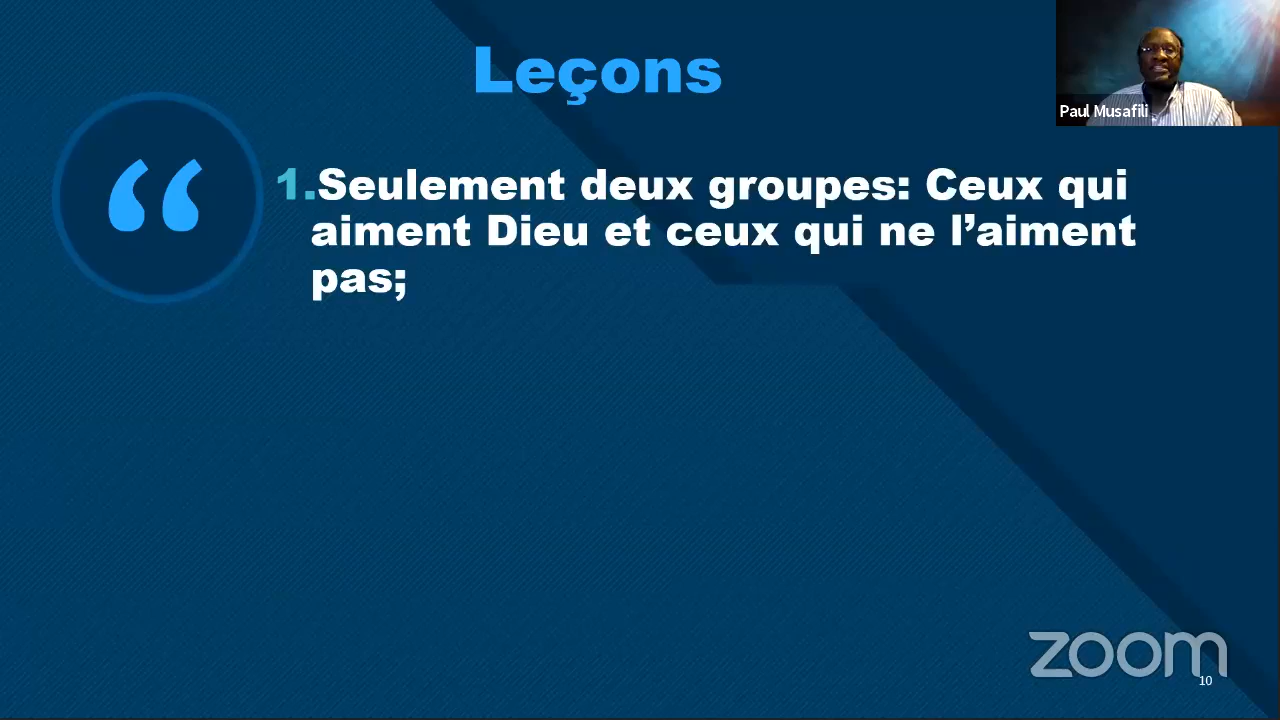 Leçons
Paul Musafili
“
1.Seulement deux groupes: Ceux qui
aiment Dieu et ceux qui ne l’aiment
pas;
zoom
10